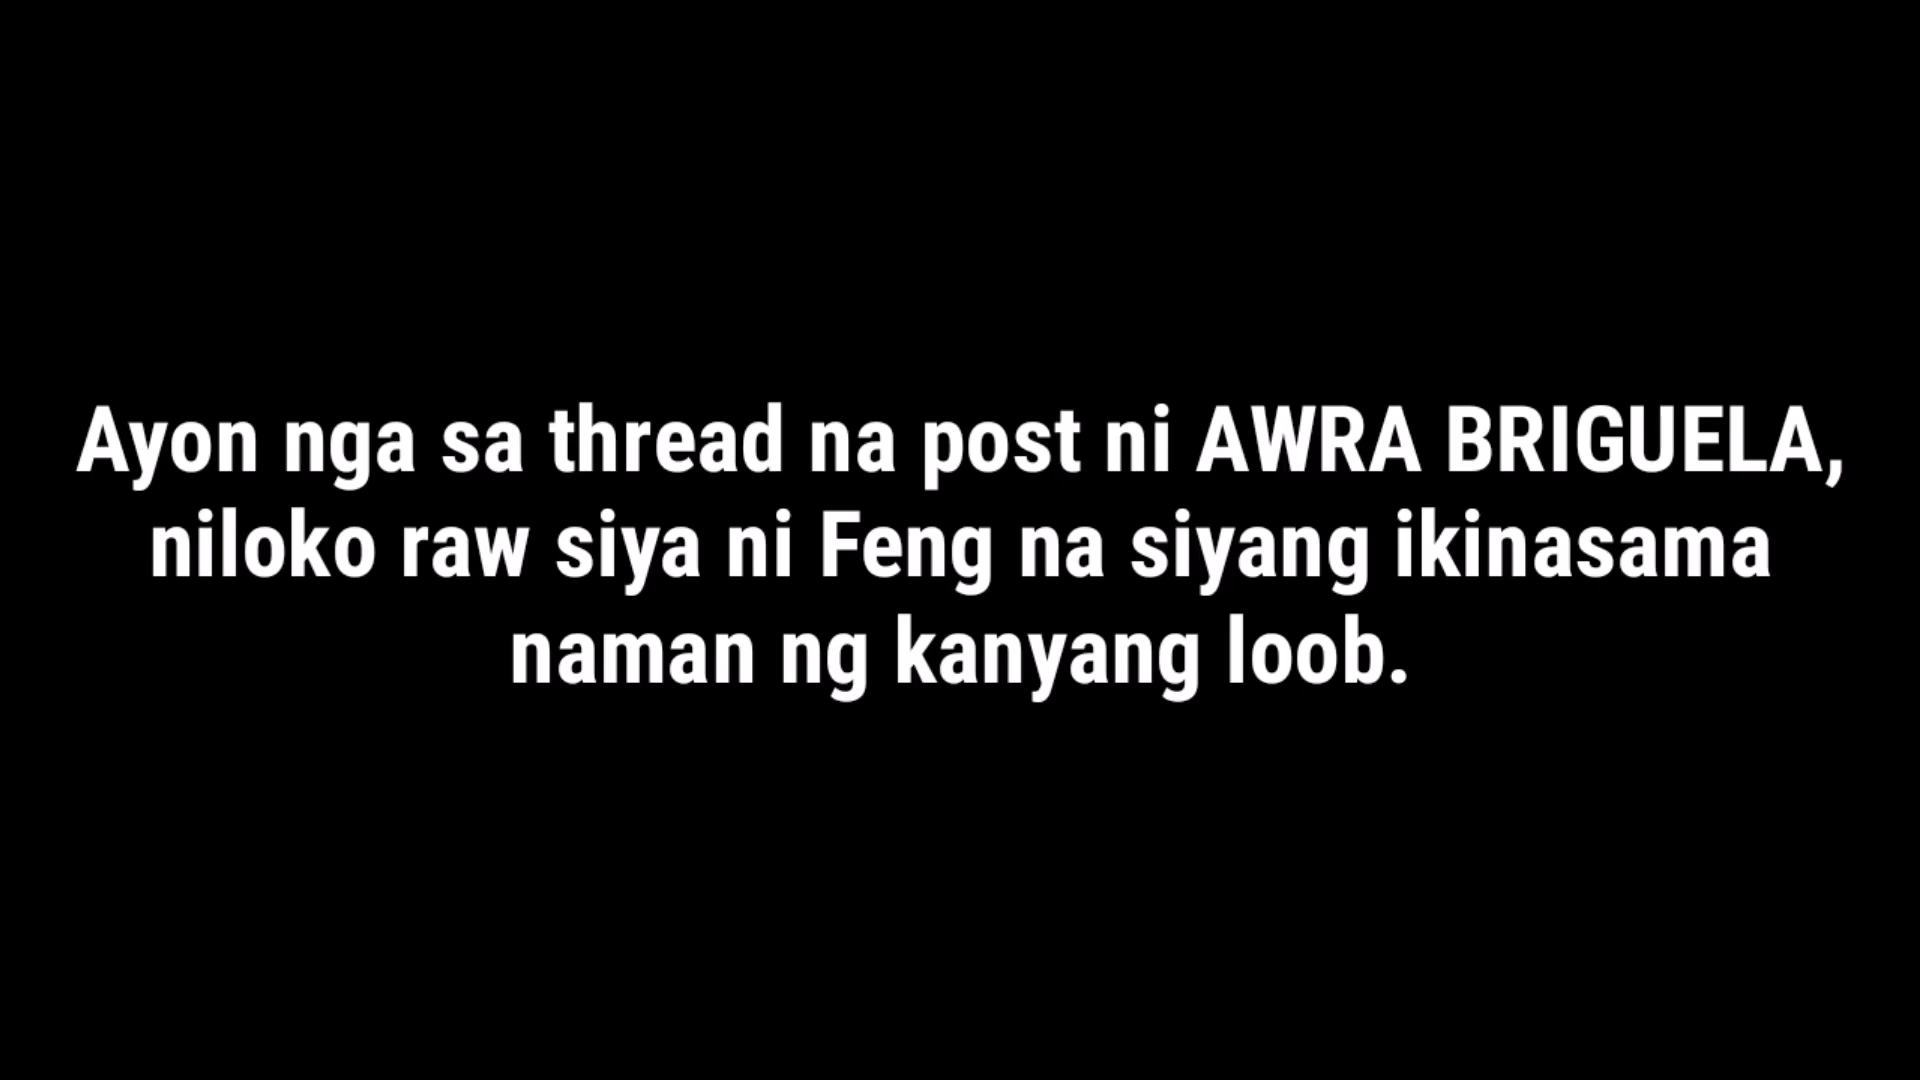 Ayon nga sa thread na post ni AWRA BRIGUELA,
niloko raw siya ni Feng na siyang ikinasama
naman ng kanyang loob.